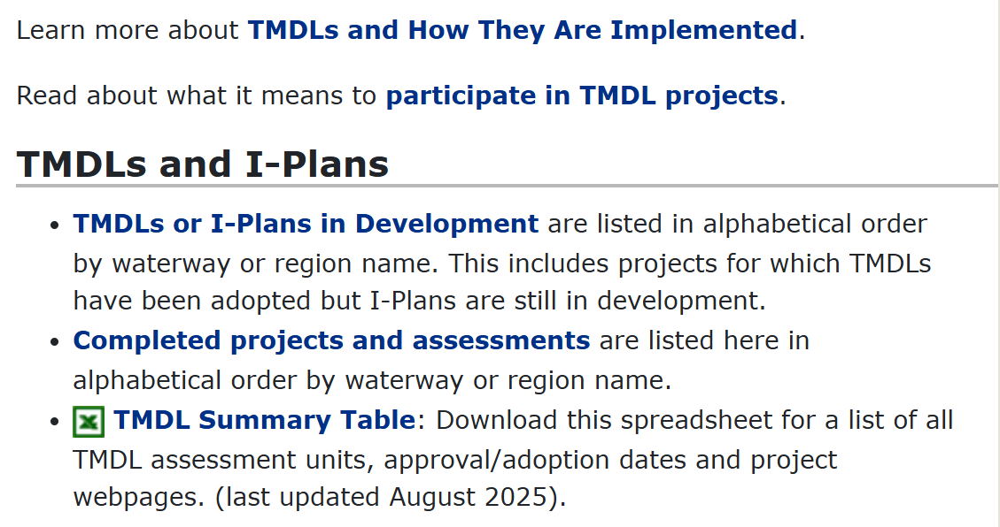 Learn more about TMDLs and How They Are Implemented.
Read about what it means to participate in TMDL projects.
TMDLs and I-Plans
• TMDLs or I-Plans in Development are listed in alphabetical order
by waterway or region name. This includes projects for which TMDLs
have been adopted but I-Plans are still in development.
• Completed projects and assessments are listed here in
alphabetical order by waterway or region name.
• TMDL Summary Table: Download this spreadsheet for a list of all
TMDL assessment units, approval/adoption dates and project
webpages. (last updated August 2025).